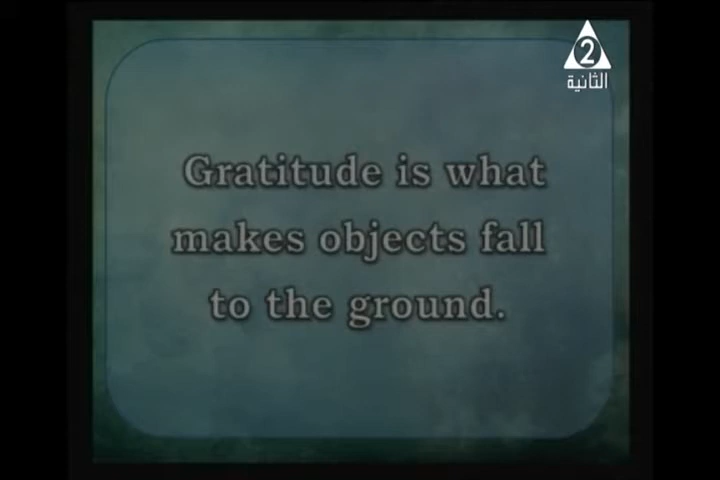 2
الثانية
Gratitude is what
makes objects fall
to the ground.